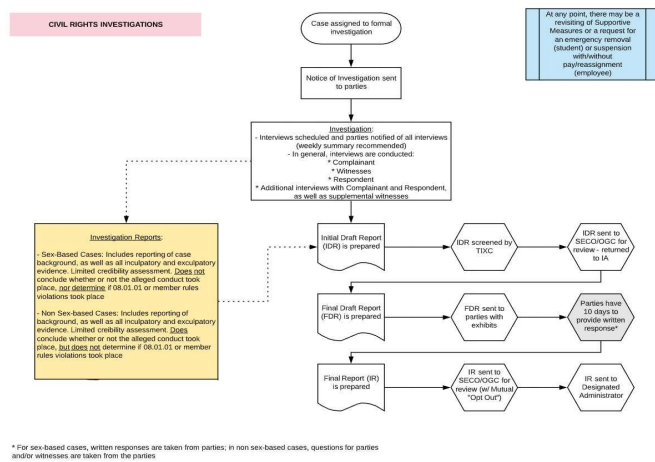 CIVIL RIGHTS INVESTIGATIONS
Case assigned to formal
investigation
At any point, there may be a
revisiting of Supportive
Measures or a request for
an emergency removal
(student) or suspension
with/without
pay/reassignment
(employee)
Notice of Investigation sent
to parties
Investigation:
- Interviews scheduled and parties notified of all interviews
(weekly summary recommended)
- In general, interviews are conducted:
* Complainant
* Witnesses
* Respondent
* Additional interviews with Complainant and Respondent,
as well as supplemental witnesses
Investigation Reports:
- Sex-Based Cases: Includes reporting of case
background, as well as all inculpatory and exculpatory
evidence. Limited credibility assessment. Does not
conclude whether or not the alleged conduct took
place, nor determine if 08.01.01 or member rules
violations took place
- Non Sex-based Cases: Includes reporting of
background, as well as all inculpatory and exculpatory
evidence. Limited creibility assessment. Does
conclude whether or not the alleged conduct took
place, but does not determine if 08.01.01 or member
rules violations took place
Initial Draft Report
(IDR) is prepared
IDR screened by
TIXC
IDR sent to
SECO/OGC for
review - returned
to IA
Final Draft Report
(FDR) is prepared
FDR sent to
parties with
exhibits
Parties have
10 days to
provide written
response*
Final Report (IR)
is prepared
IR sent to
SECO/OGC for
review (w/ Mutual
"Opt Out")
IR sent to
Designated
Administrator
* For sex-based cases, written responses are taken from parties; in non sex-based cases, questions for parties
and/or witnesses are taken from the parties